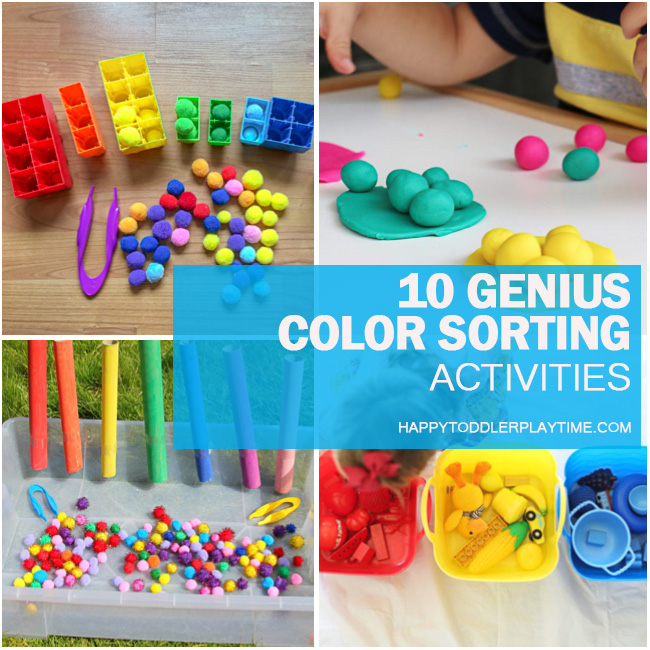 10 GENIUS
COLOR SORTING
ACTIVITIES
HAPPYTODDLERPLAYTIME.COM